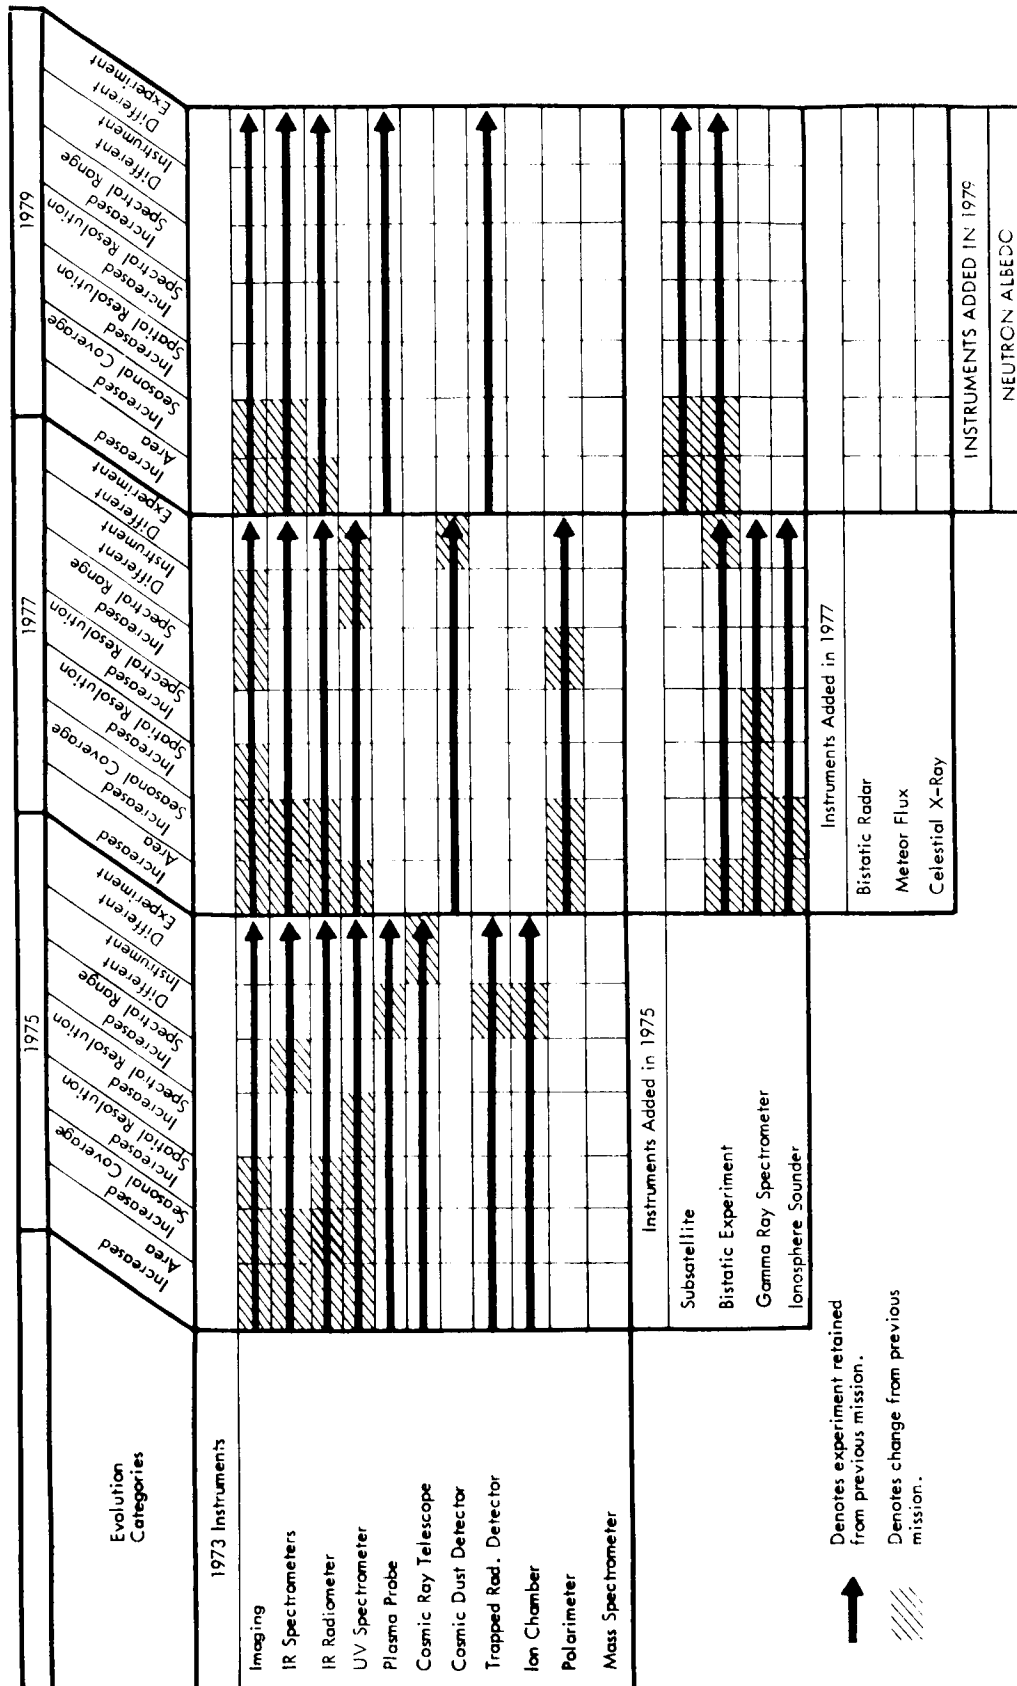 1975
1977
1979
Evolution
Categories
Increased
Area
Increased
Seasonal Coverage
Increased
Spatial Resolution
Increased
Spectral Resolution
Increased
Spectral Range
Different
Instrument
Different
Experiment
Increased
Area
Increased
Seasonal Coverage
Increased
Spatial Resolution
Increased
Spectral Resolution
Increased
Spectral Range
Different
Instrument
Different
Experiment
Increased
Area
Increased
Seasonal Coverage
Increased
Spatial Resolution
Increased
Spectral Resolution
Increased
Spectral Range
Different
Instrument
Different
Experiment
1973 Instruments
Imaging
IR Spectrometers
IR Radiometer
UV Spectrometer
Plasma Probe
Cosmic Ray Telescope
Cosmic Dust Detector
Trapped Rad. Detector
Ion Chamber
Polarimeter
Mass Spectrometer
Instruments Added in 1975
Subsatellite
Bistatic Experiment
Gamma Ray Spectrometer
Ionosphere Sounder
Instruments Added in 1977
Bistatic Radar
Meteor Flux
Celestial X-Ray
INSTRUMENTS ADDED IN 1979
NEUTRON ALBEDO
Denotes experiment retained
from previous mission.
Denotes change from previous
mission.